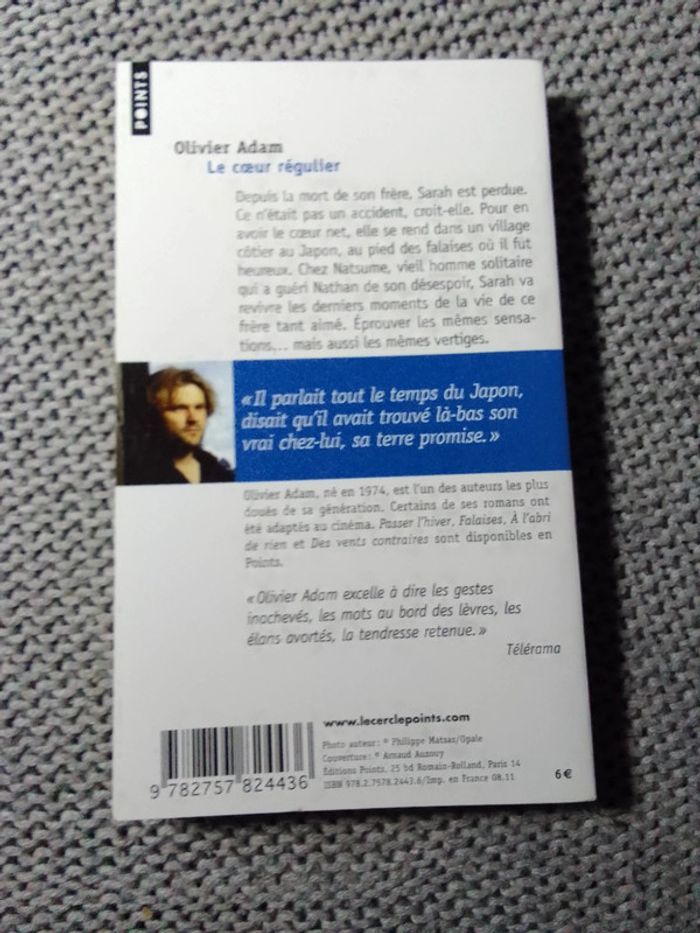 POINTS
Olivier Adam
Le cœur régulier
Depuis la mort de son frère, Sarah est perdue.
Ce n'était pas un accident, croit-elle. Pour en
avoir le cœur net, elle se rend dans un village
côtier au Japon, au pied des falaises où il fut
heureux. Chez Natsume, vieil homme solitaire
qui a guéri Nathan de son désespoir, Sarah va
revivre les derniers moments de la vie de ce
frère tant aimé. Éprouver les mêmes sensa-
tions... mais aussi les mêmes vertiges.
« Il parlait tout le temps du Japon,
disait qu'il avait trouvé là-bas son
vrai chez-lui, sa terre promise. »
Olivier Adam, né en 1974, est l'un des auteurs les plus
doués de sa génération. Certains de ses romans ont
été adaptés au cinéma. Passer l'hiver, Falaises, À l'abri
de rien et Des vents contraires sont disponibles en
Points.
« Olivier Adam excelle à dire les gestes
inachevés, les mots au bord des lèvres, les
élans avortés, la tendresse retenue. »
Télérama
www.lecerclepoints.com
Photo auteur : © Philippe Matsas/Opale
Couverture : © Arnaud Auzouy
Éditions Points, 25 bd Romain-Rolland, Paris 14
ISBN 978.2.7578.2443.6/Imp. en France 08.11
6 €
9 782757 824436